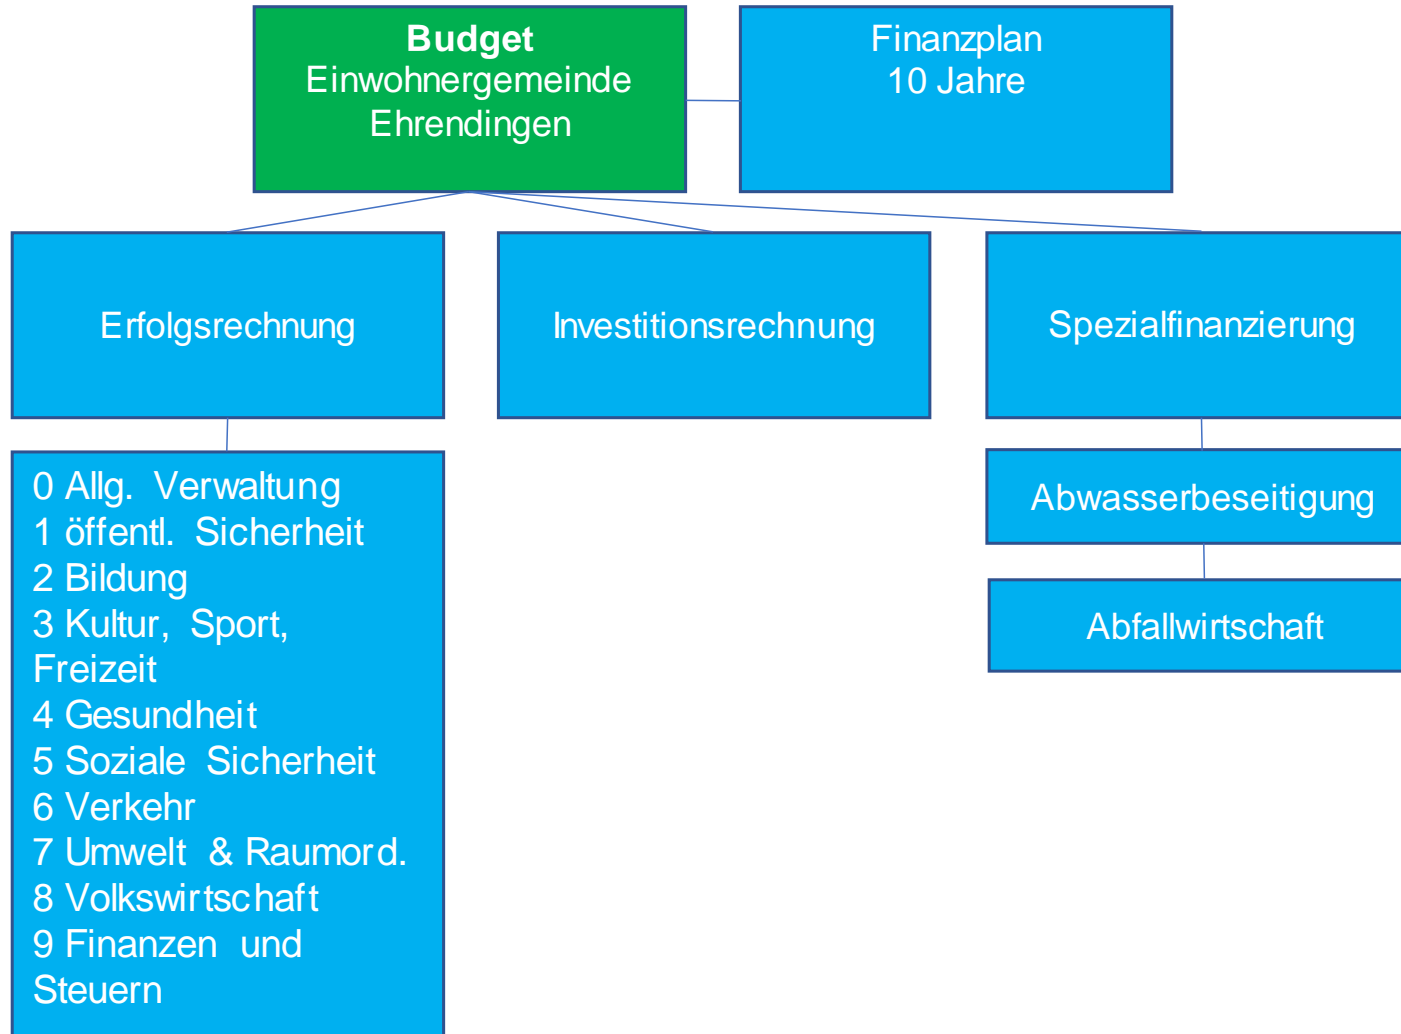 Budget
Einwohnergemeinde
Ehrendingen
Finanzplan
10 Jahre
Erfolgsrechnung
Investitionsrechnung
Spezialfinanzierung
0 Allg. Verwaltung
1 öffentl. Sicherheit
2 Bildung
3 Kultur, Sport,
Freizeit
4 Gesundheit
5 Soziale Sicherheit
6 Verkehr
7 Umwelt & Raumord.
8 Volkswirtschaft
9 Finanzen und
Steuern
Abwasserbeseitigung
Abfallwirtschaft